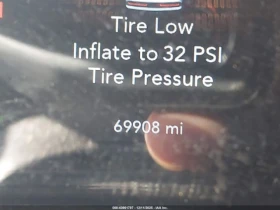 Tire Low
Inflate to 32 PSI
Tire Pressure
69908 mi